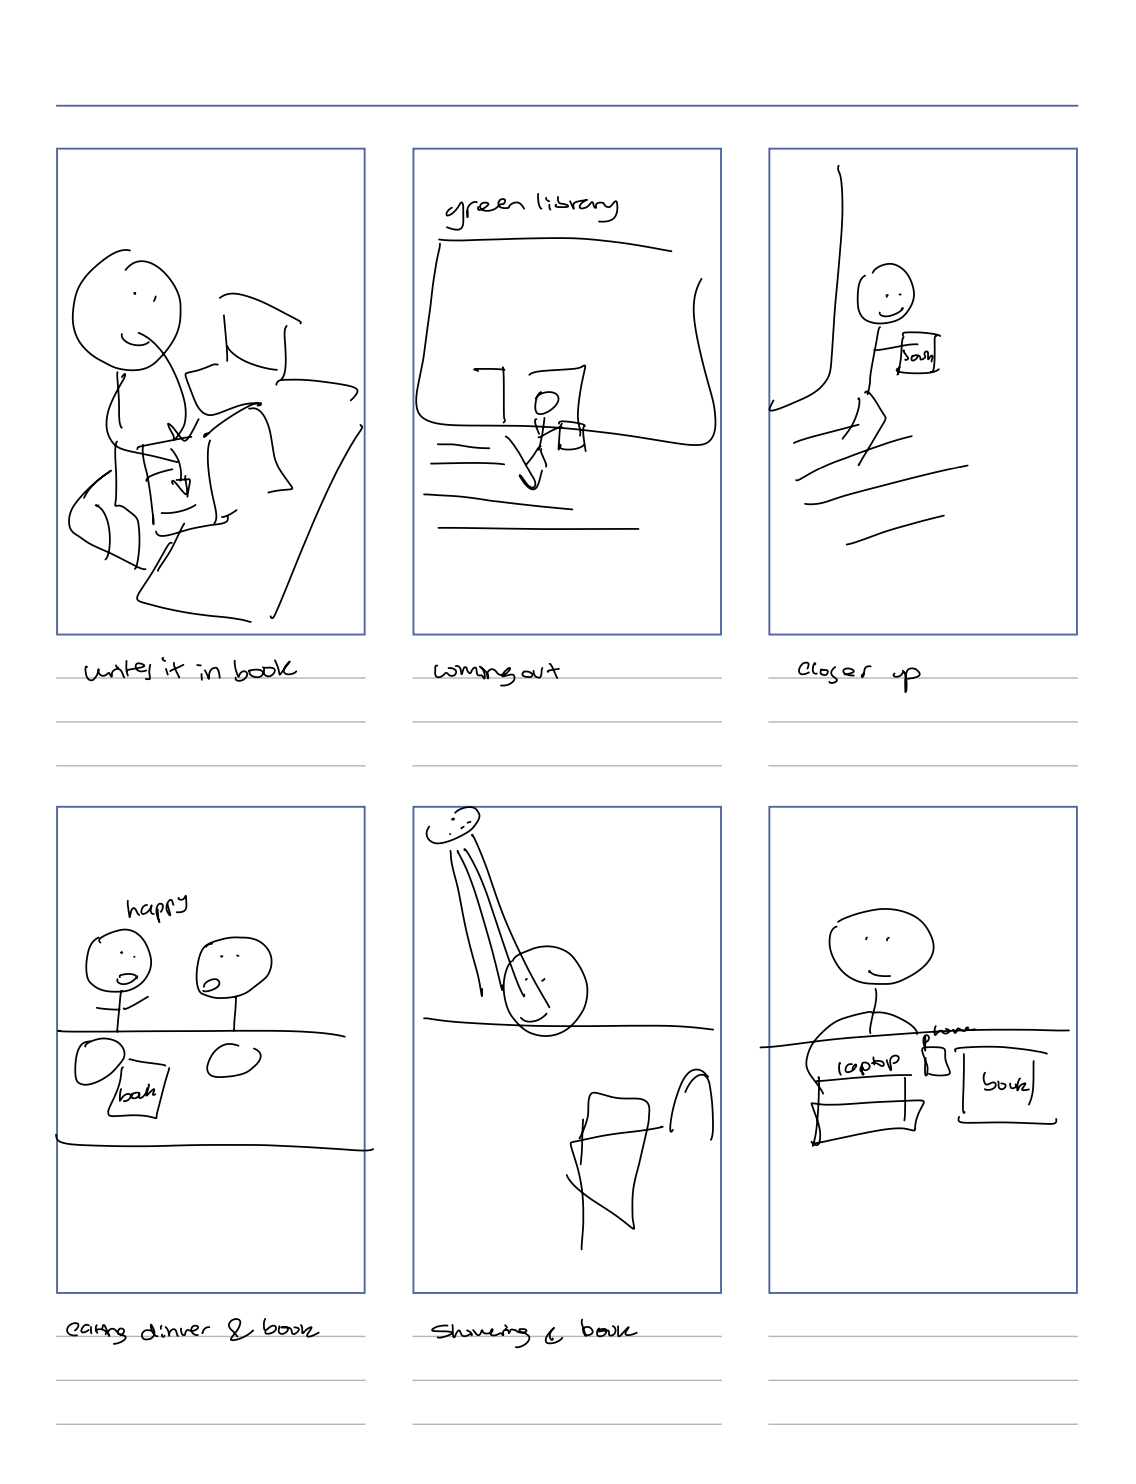 green library
book
writes it in book
coming out
closer up
happy
book
phone
laptop
book
eating dinner & book
Showering & book